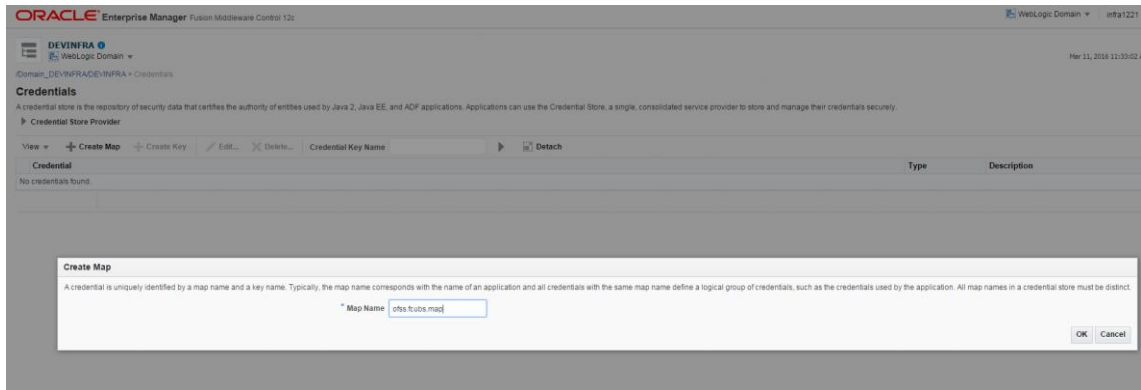 ORACLE Enterprise Manager Fusion Middleware Control 12c
WebLogic Domain infra1221
DEVINFRA
WebLogic Domain
Mar 11, 2016 11:33:02
/Domain_DEVINFRA/DEVINFRA > Credentials
Credentials
A credential store is the repository of security data that certifies the authority of entities used by Java 2, Java EE, and ADF applications. Applications can use the Credential Store, a single, consolidated service provider to store and manage their credentials securely.
Credential Store Provider
View Create Map Create Key Edit... Delete... Credential Key Name Detach
Credential Type Description
No credentials found.
Create Map
A credential is uniquely identified by a map name and a key name. Typically, the map name corresponds with the name of an application and all credentials with the same map name define a logical group of credentials, such as the credentials used by the application. All map names in a credential store must be distinct.
* Map Name ofss.fcubs.map
OK Cancel